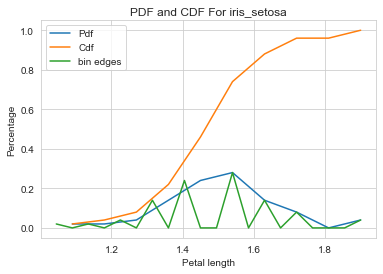 PDF and CDF For iris_setosa
Pdf
Cdf
bin edges
1.0
0.8
0.6
0.4
0.2
0.0
Percentage
1.2 1.4 1.6 1.8
Petal length